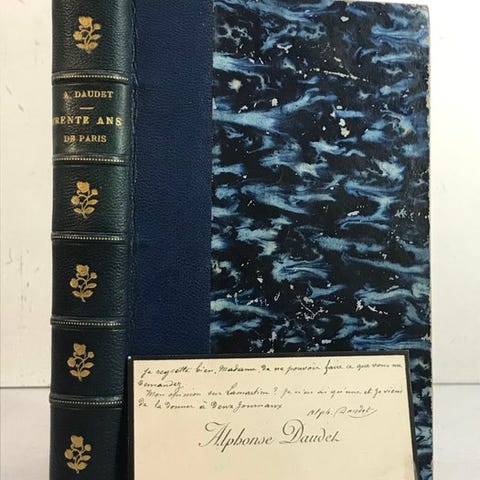 A. DAUDET
TRENTE ANS
DE PARIS
Je regrette bien Madame de ne pouvoir faire ce que vous me
demandez.
Mon opinion sur Lamartine? Je n'en ai qu'une et je viens
de la donner à deux journaux
Alph. Daudet
Alphonse Daudet